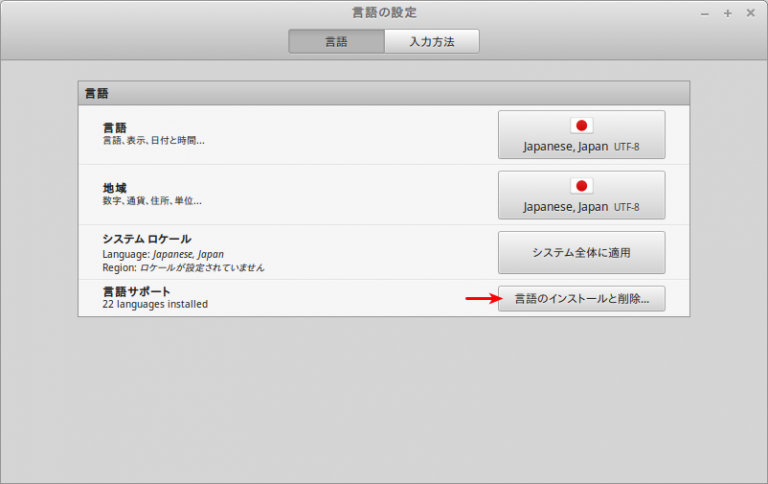 言語の設定
言語 入力方法
言語
言語
言語、表示、日付と時間...
Japanese, Japan UTF-8
地域
数字、通貨、住所、単位...
Japanese, Japan UTF-8
システム ロケール
Language: Japanese, Japan
Region: ロケールが設定されていません
システム全体に適用
言語サポート
22 languages installed
言語のインストールと削除...